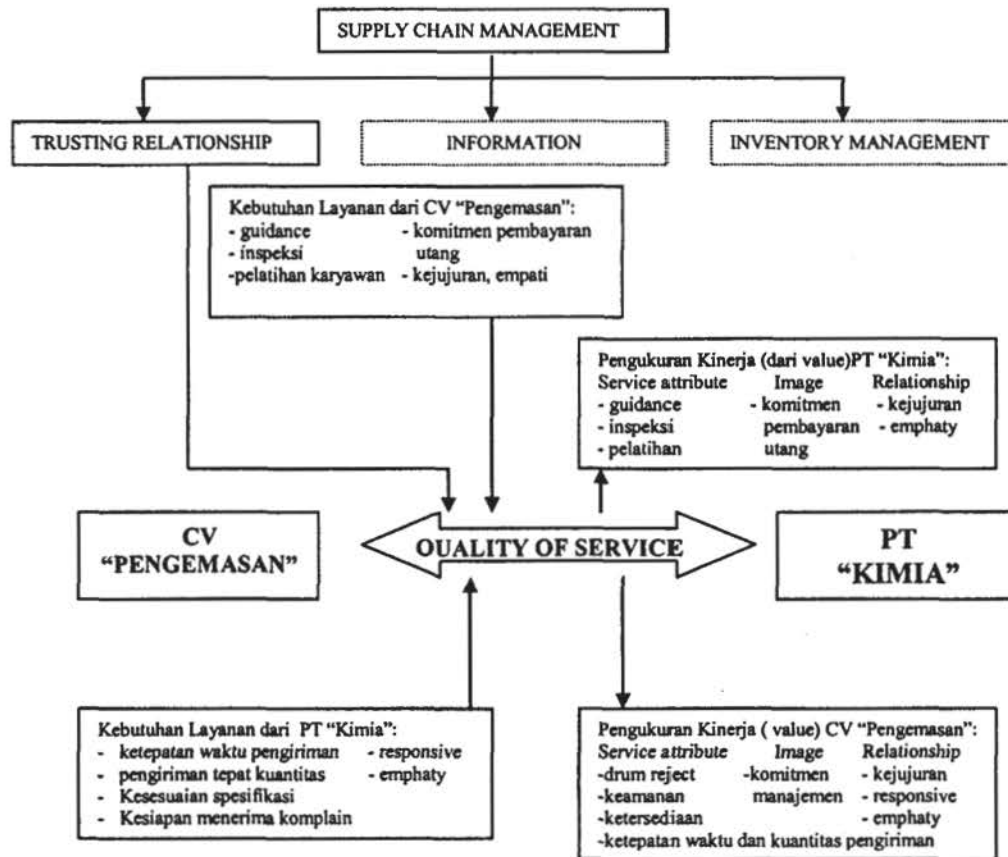 SUPPLY CHAIN MANAGEMENT
TRUSTING RELATIONSHIP
INFORMATION
INVENTORY MANAGEMENT
Kebutuhan Layanan dari CV “Pengemasan”:
- guidance - komitmen pembayaran
- inspeksi utang
-pelatihan karyawan - kejujuran, empati
Pengukuran Kinerja (dari value)PT “Kimia”:
Service attribute Image Relationship
- guidance - komitmen - kejujuran
- inspeksi pembayaran - emphaty
- pelatihan utang
CV
“PENGEMASAN”
QUALITY OF SERVICE
PT
“KIMIA”
Kebutuhan Layanan dari PT “Kimia”:
- ketepatan waktu pengiriman - responsive
- pengiriman tepat kuantitas - emphaty
- Kesesuaian spesifikasi
- Kesiapan menerima komplain
Pengukuran Kinerja ( value) CV “Pengemasan”:
Service attribute Image Relationship
-drum reject -komitmen - kejujuran
-keamanan manajemen - responsive
-ketersediaan - emphaty
-ketepatan waktu dan kuantitas pengiriman